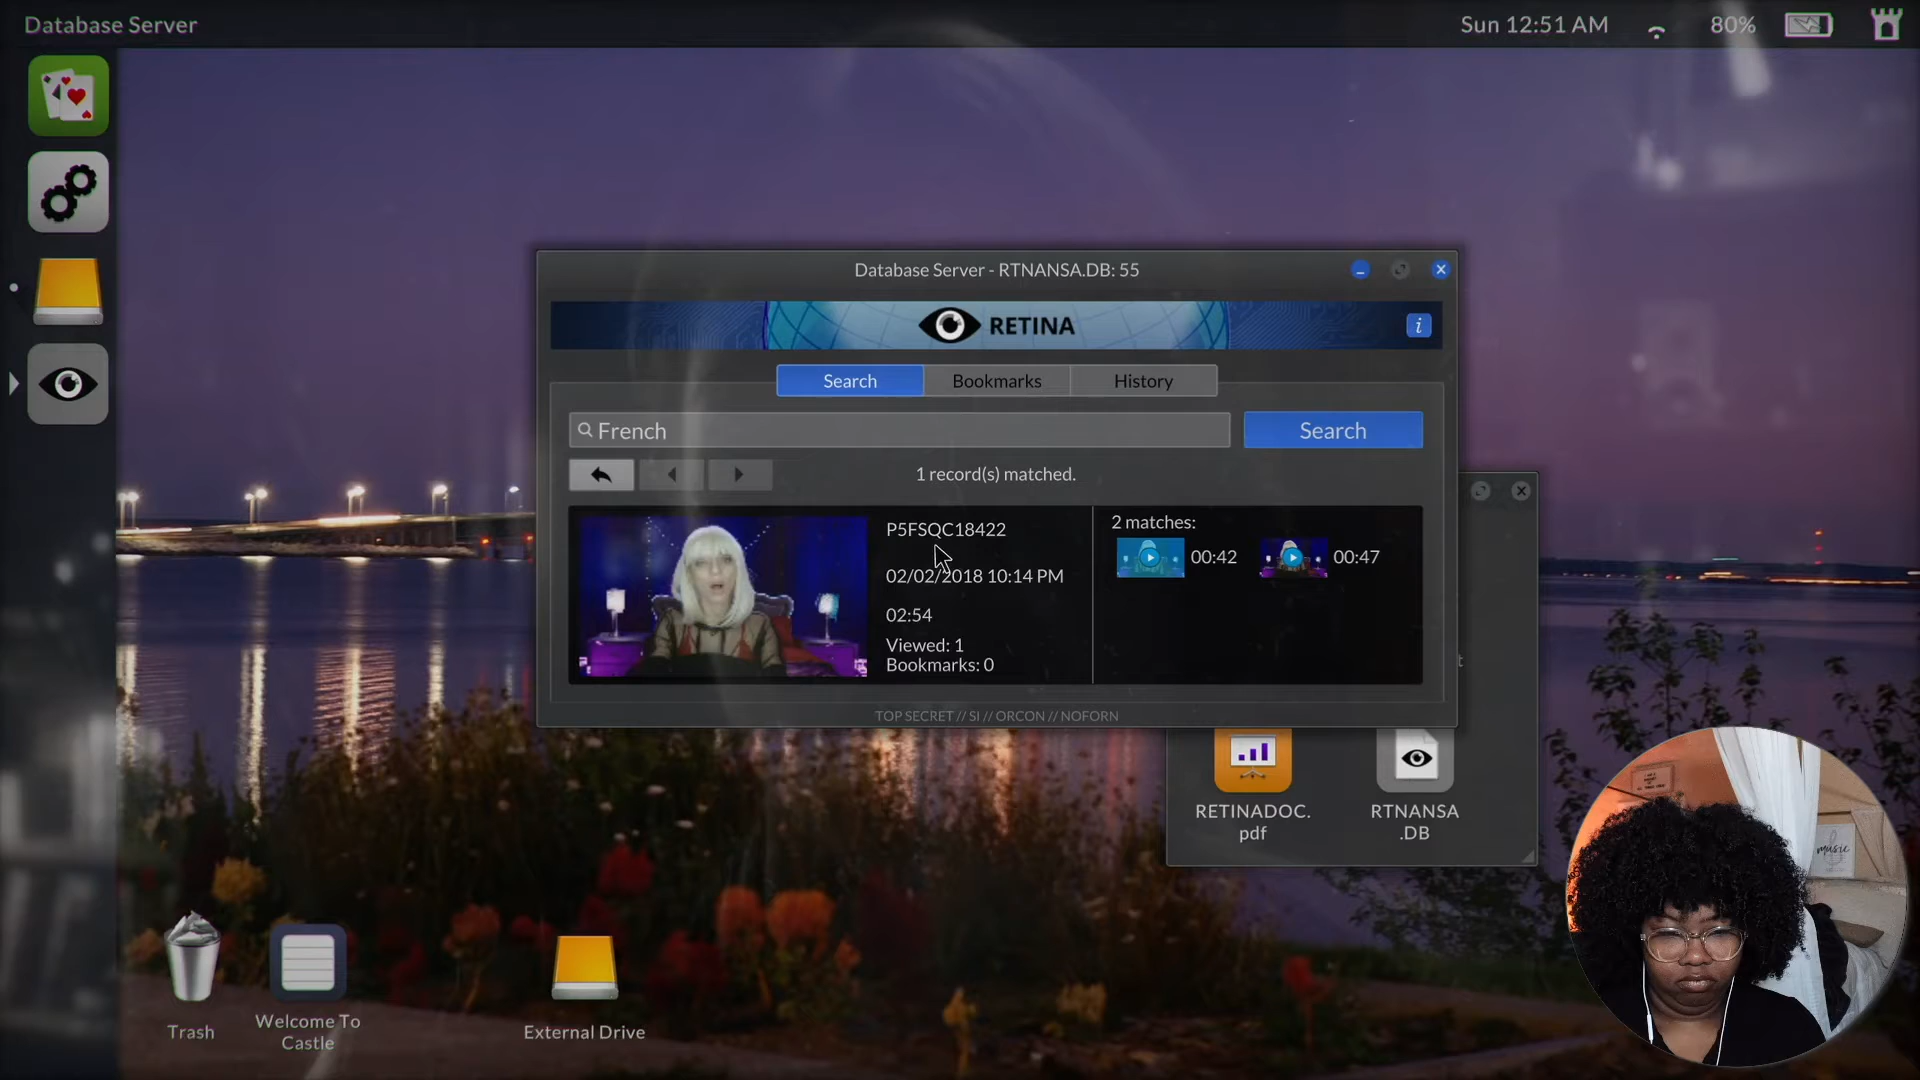 Database Server
Sun 12:51 AM
80%
Database Server - RTNANSA.DB: 55
RETINA
i
Search
Bookmarks
History
French
Search
1 record(s) matched.
P5FSQC18422
02/02/2018 10:14 PM
02:54
Viewed: 1
Bookmarks: 0
2 matches:
00:42
00:47
TOP SECRET // SI // ORCON // NOFORN
RETINADOC.
pdf
RTNANSA
.DB
music
Trash
Welcome To
Castle
External Drive